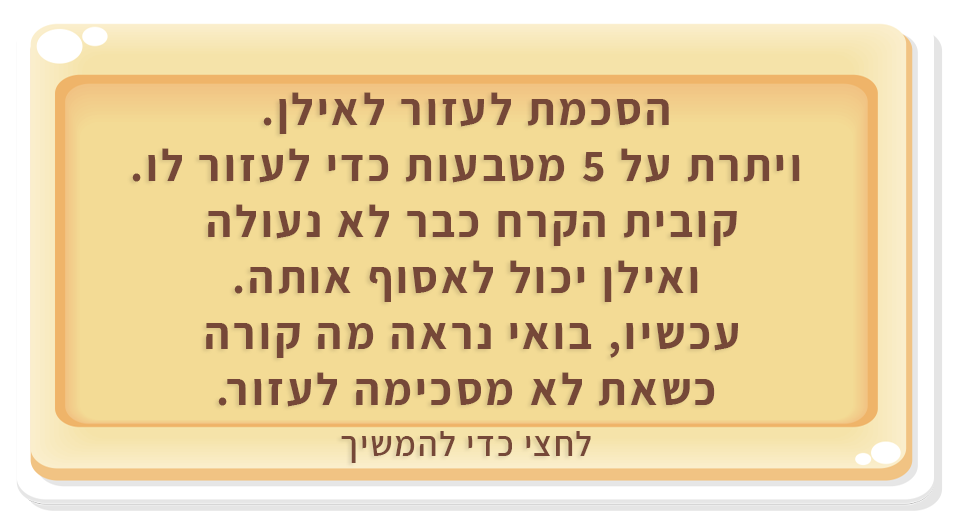 הסכמת לעזור לאילן.
ויתרת על 5 מטבעות כדי לעזור לו.
קובית הקרח כבר לא נעולה
ואילן יכול לאסוף אותה.
עכשיו, בואי נראה מה קורה
כשאת לא מסכימה לעזור.
לחצי כדי להמשיך